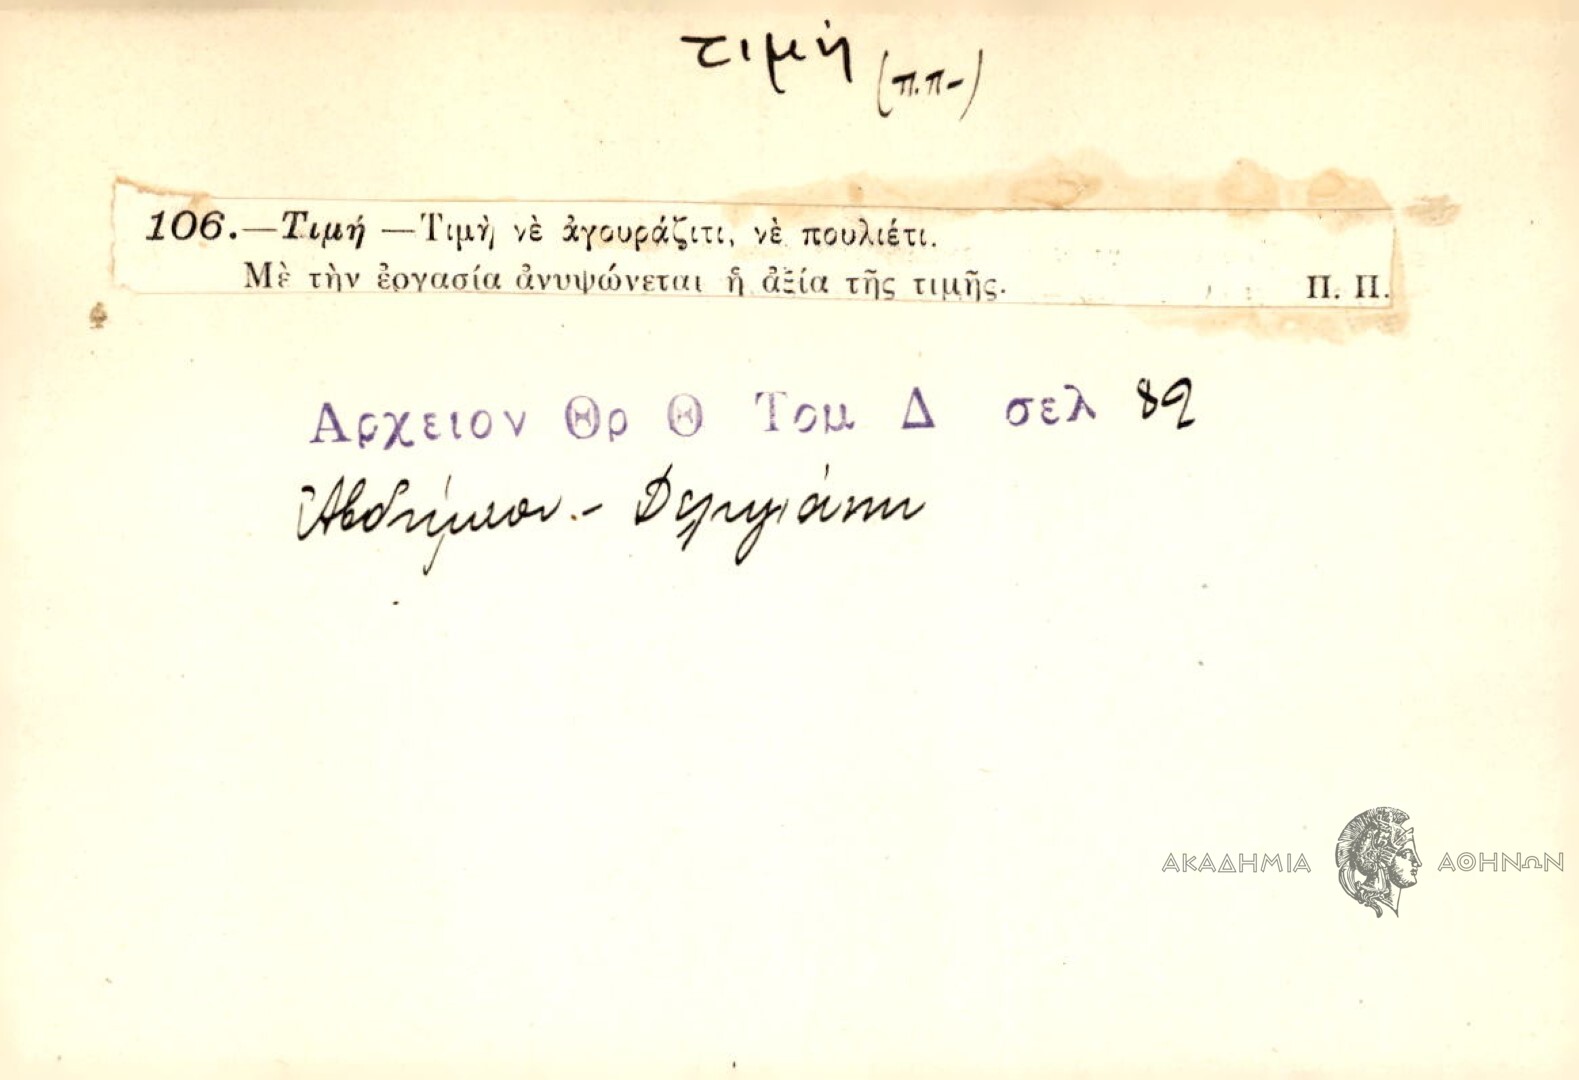 τιμή (π.π-)
106.—Τιμή —Τιμὴ νὲ ἀγουράζιτι, νὲ πουλιέτι.
Μὲ τὴν ἐργασία ἀνυψώνεται ἡ ἀξία τῆς τιμῆς. Π. Π.
Αρχειον Θρ Θ Τομ Δ σελ 89
Αυδήμιον.- Δεληγιάννη
ΑΚΑΔΗΜΙΑ ΑΘΗΝΩΝ